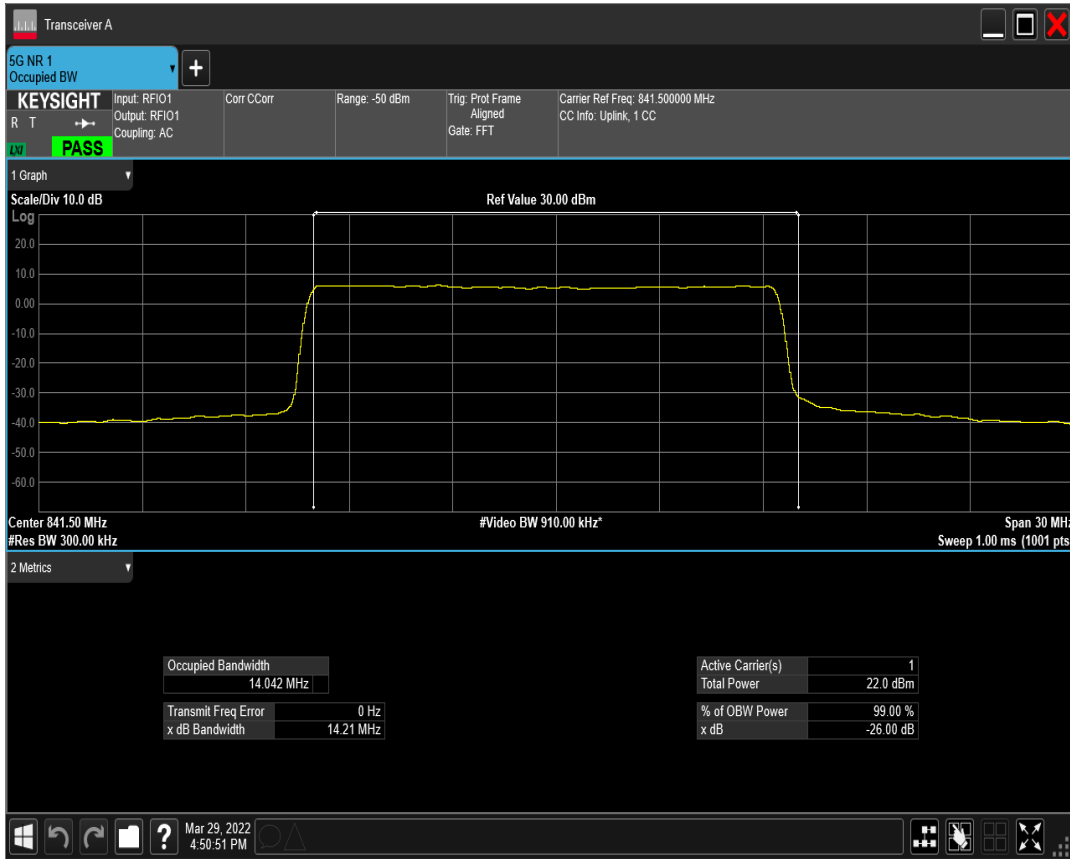 Transceiver A
5G NR 1
Occupied BW
+
KEYSIGHT
R T
LXI
PASS
Input: RFIO1
Output: RFIO1
Coupling: AC
Corr CCorr
Range: -50 dBm
Trig: Prot Frame
Aligned
Gate: FFT
Carrier Ref Freq: 841.500000 MHz
CC Info: Uplink, 1 CC
1 Graph
Scale/Div 10.0 dB
Ref Value 30.00 dBm
Log
20.0
10.0
0.00
-10.0
-20.0
-30.0
-40.0
-50.0
-60.0
Center 841.50 MHz
#Video BW 910.00 kHz*
Span 30 MHz
#Res BW 300.00 kHz
Sweep 1.00 ms (1001 pts
2 Metrics
Occupied Bandwidth
14.042 MHz
Transmit Freq Error 0 Hz
x dB Bandwidth 14.21 MHz
Active Carrier(s) 1
Total Power 22.0 dBm
% of OBW Power 99.00 %
x dB -26.00 dB
?
Mar 29, 2022
4:50:51 PM